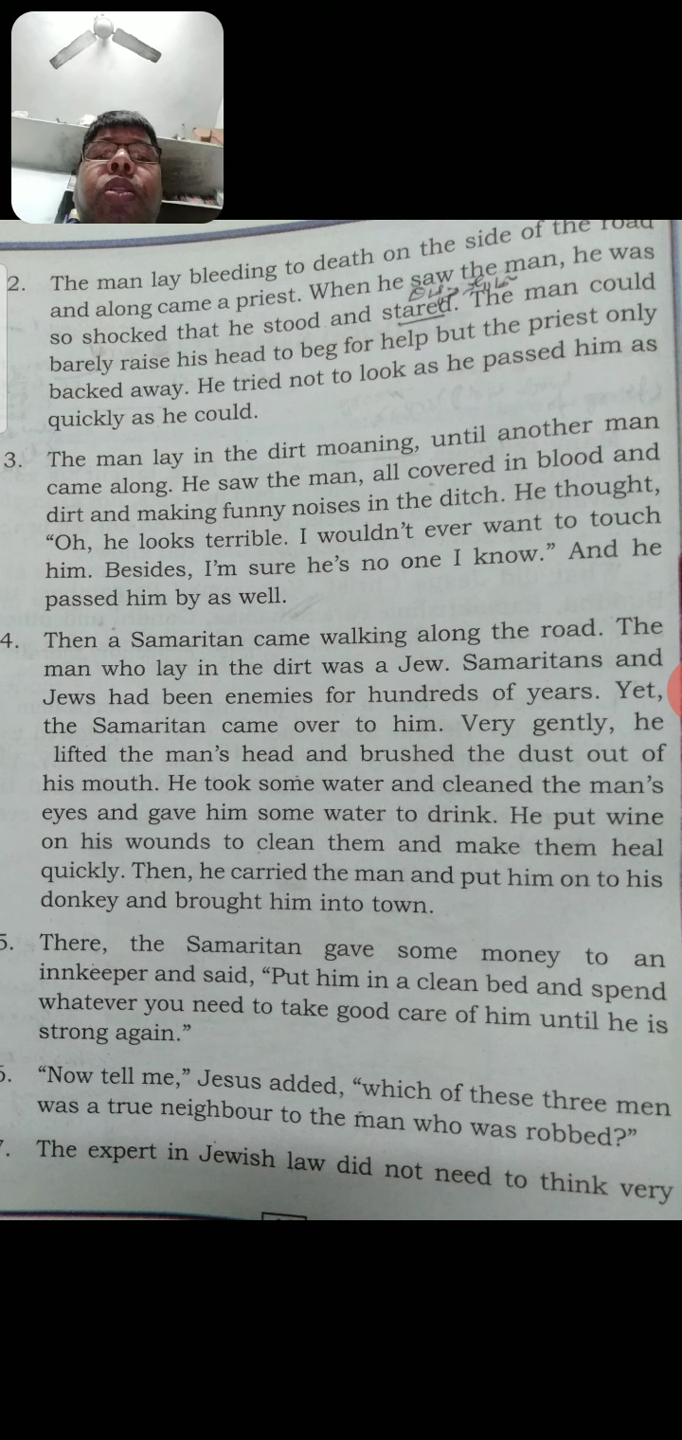 2. The man lay bleeding to death on the side of the road
and along came a priest. When he saw the man, he was
so shocked that he stood and stared. The man could
barely raise his head to beg for help but the priest only
backed away. He tried not to look as he passed him as
quickly as he could.
3. The man lay in the dirt moaning, until another man
came along. He saw the man, all covered in blood and
dirt and making funny noises in the ditch. He thought,
“Oh, he looks terrible. I wouldn’t ever want to touch
him. Besides, I’m sure he’s no one I know.” And he
passed him by as well.
4. Then a Samaritan came walking along the road. The
man who lay in the dirt was a Jew. Samaritans and
Jews had been enemies for hundreds of years. Yet,
the Samaritan came over to him. Very gently, he
lifted the man’s head and brushed the dust out of
his mouth. He took some water and cleaned the man’s
eyes and gave him some water to drink. He put wine
on his wounds to clean them and make them heal
quickly. Then, he carried the man and put him on to his
donkey and brought him into town.
5. There, the Samaritan gave some money to an
innkeeper and said, “Put him in a clean bed and spend
whatever you need to take good care of him until he is
strong again.”
6. “Now tell me,” Jesus added, “which of these three men
was a true neighbour to the man who was robbed?”
7. The expert in Jewish law did not need to think very